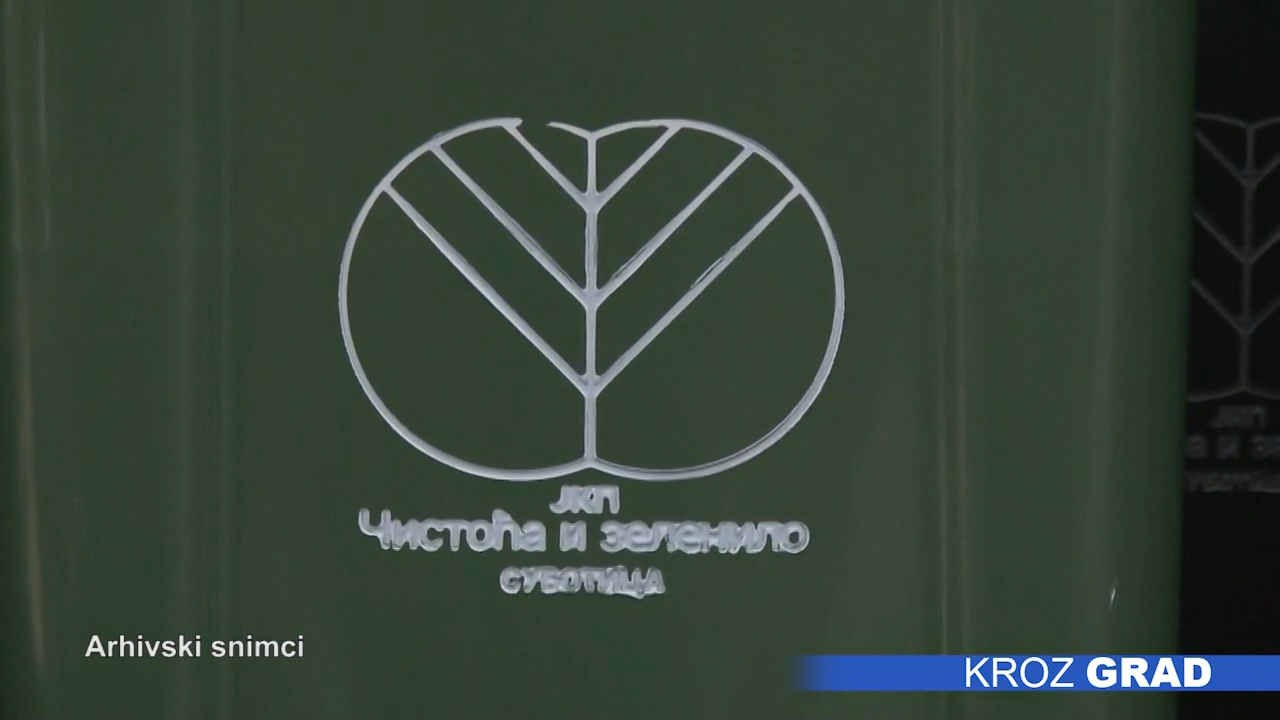 ЈКП
Чистоћа и зеленило
СУБОТИЦА
Arhivski snimci
KROZ GRAD